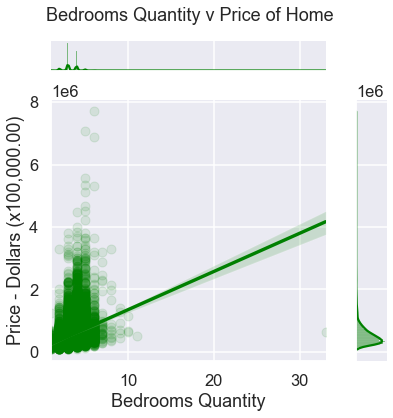 Bedrooms Quantity v Price of Home
1e6
1e6
8
6
4
2
0
Price - Dollars (x100,000.00)
10
20
30
Bedrooms Quantity